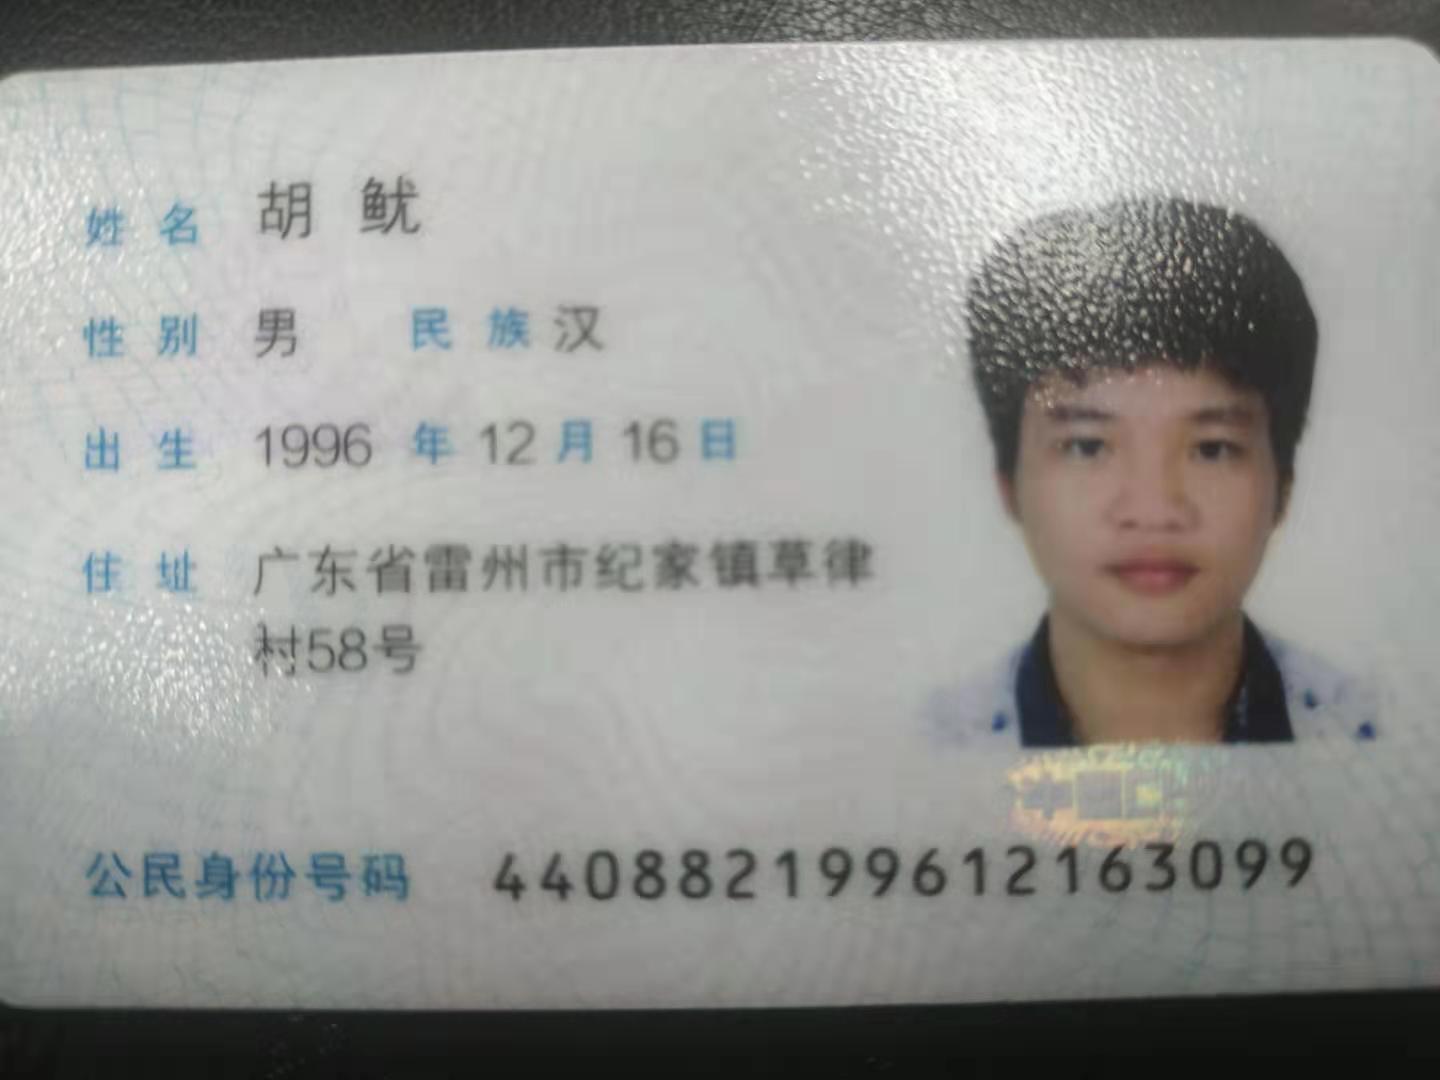 姓名 胡鱿
性别 男 民族 汉
出生 1996 年 12 月 16 日
住址 广东省雷州市纪家镇草律
村58号
公民身份号码 440882199612163099